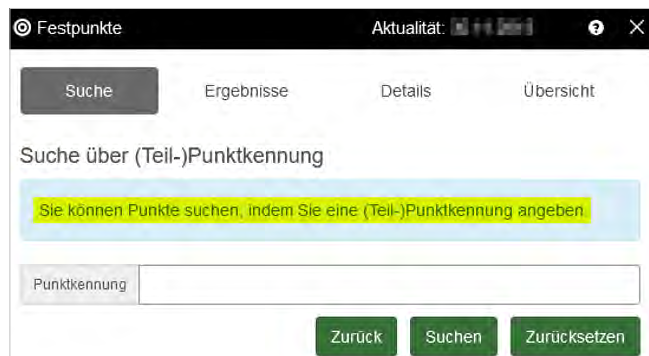 Festpunkte Aktualität:
Suche Ergebnisse Details Übersicht
Suche über (Teil-)Punktkennung
Sie können Punkte suchen, indem Sie eine (Teil-)Punktkennung angeben.
Punktkennung
Zurück Suchen Zurücksetzen